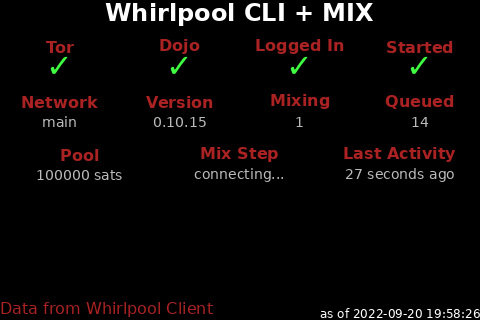 Whirlpool CLI + MIX
Tor Dojo Logged In Started
✓ ✓ ✓ ✓
Network Version Mixing Queued
main 0.10.15 1 14
Pool Mix Step Last Activity
100000 sats connecting... 27 seconds ago
Data from Whirlpool Client
as of 2022-09-20 19:58:26